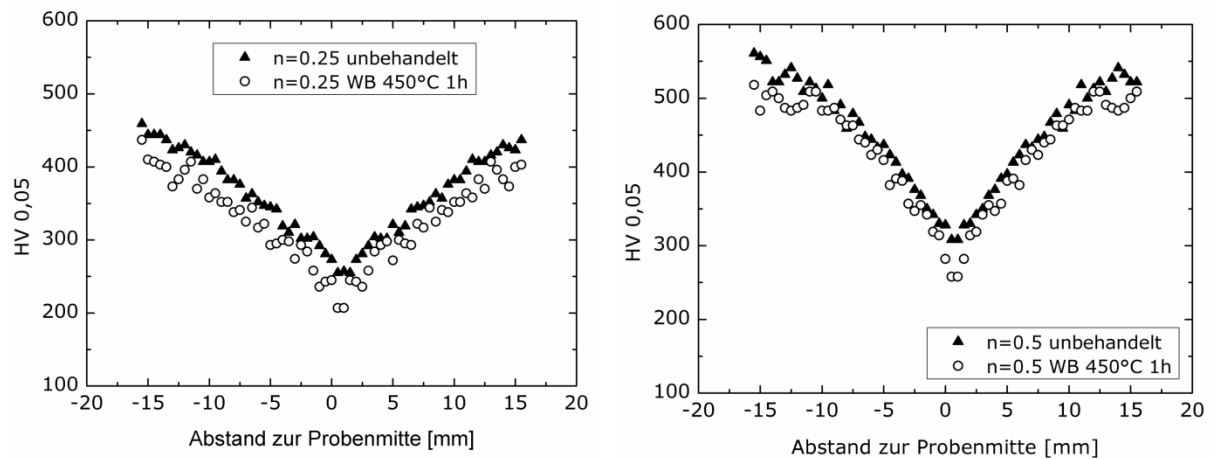 600
500
400
300
200
100
HV 0,05
n=0.25 unbehandelt
n=0.25 WB 450°C 1h
-20 -15 -10 -5 0 5 10 15 20
Abstand zur Probenmitte [mm]
600
500
400
300
200
100
HV 0,05
n=0.5 unbehandelt
n=0.5 WB 450°C 1h
-20 -15 -10 -5 0 5 10 15 20
Abstand zur Probenmitte [mm]